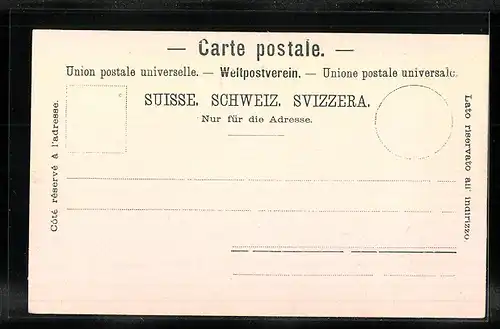 — Carte postale. —
Union postale universelle. — Weltpostverein. — Unione postale universale.
SUISSE. SCHWEIZ. SVIZZERA.
Nur für die Adresse.
Côté réservé à l'adresse.
Lato riservato all' indirizzo.